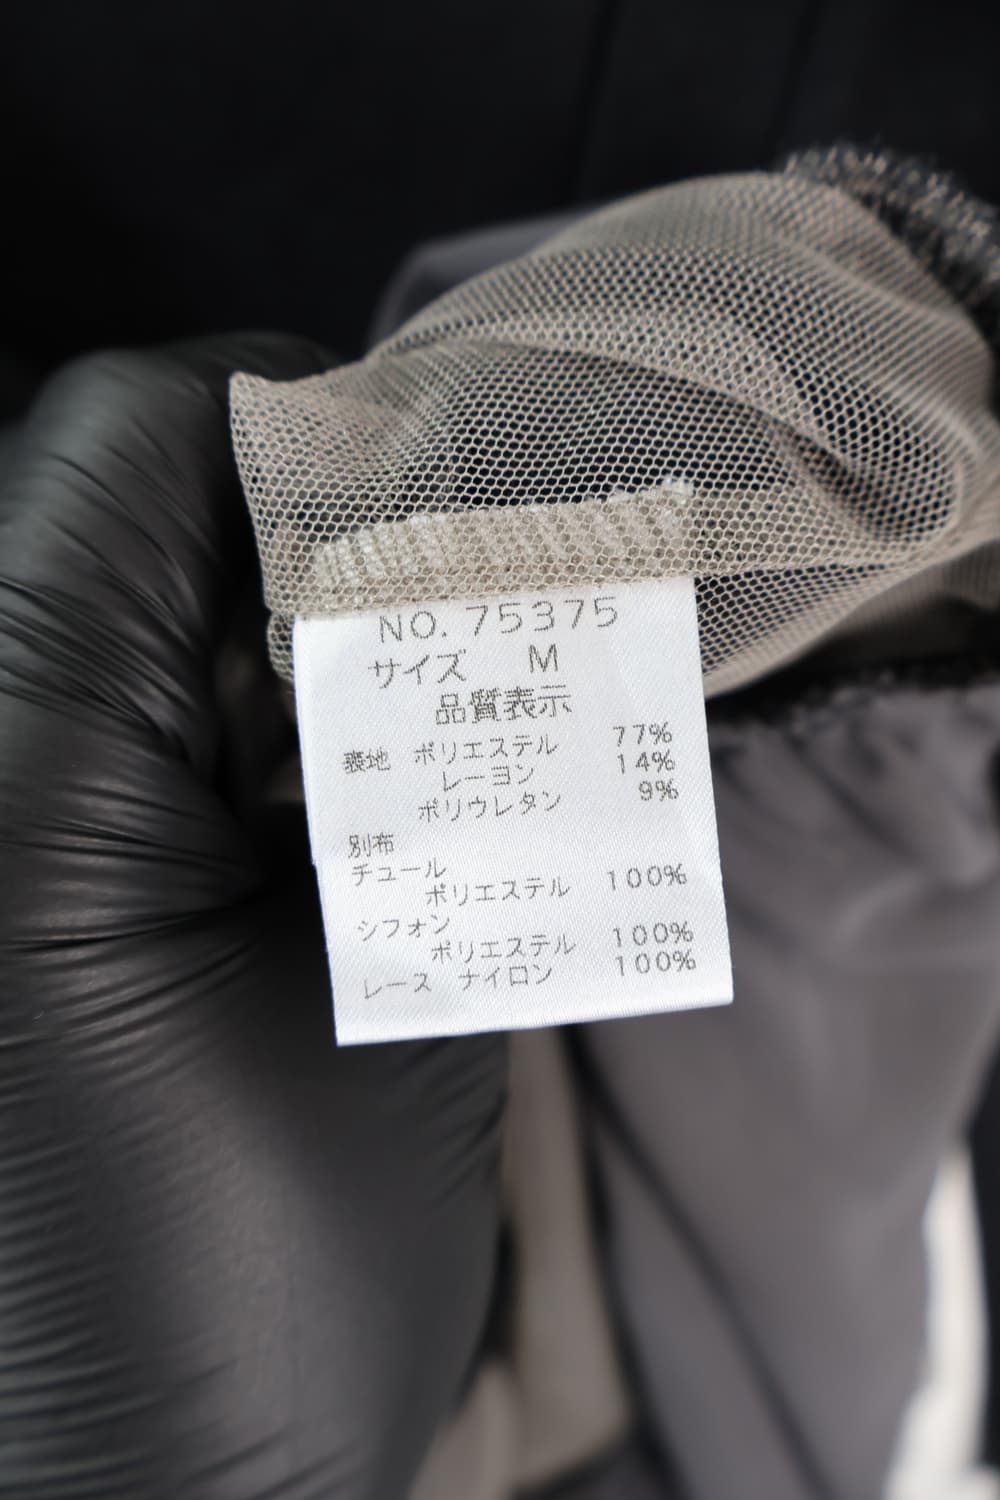 NO. 75375
サイズ M
品質表示
表地 ポリエステル 77%
レーヨン 14%
ポリウレタン 9%
別布
チュール
ポリエステル 100%
シフォン
ポリエステル 100%
レース ナイロン 100%